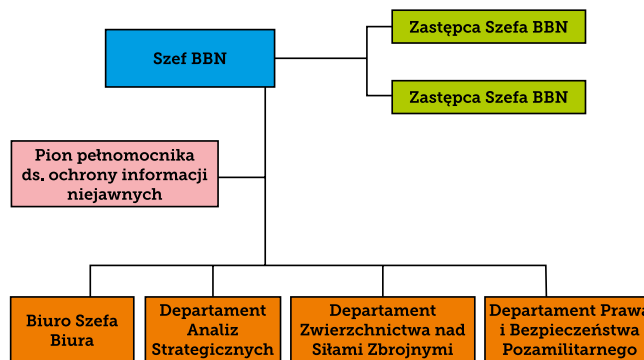 Szef BBN
Zastępca Szefa BBN
Zastępca Szefa BBN
Pion pełnomocnika
ds. ochrony informacji
niejawnych
Biuro Szefa
Biura
Departament
Analiz
Strategicznych
Departament
Zwierzchnictwa nad
Siłami Zbrojnymi
Departament Prawa
i Bezpieczeństwa
Pozamilitarnego